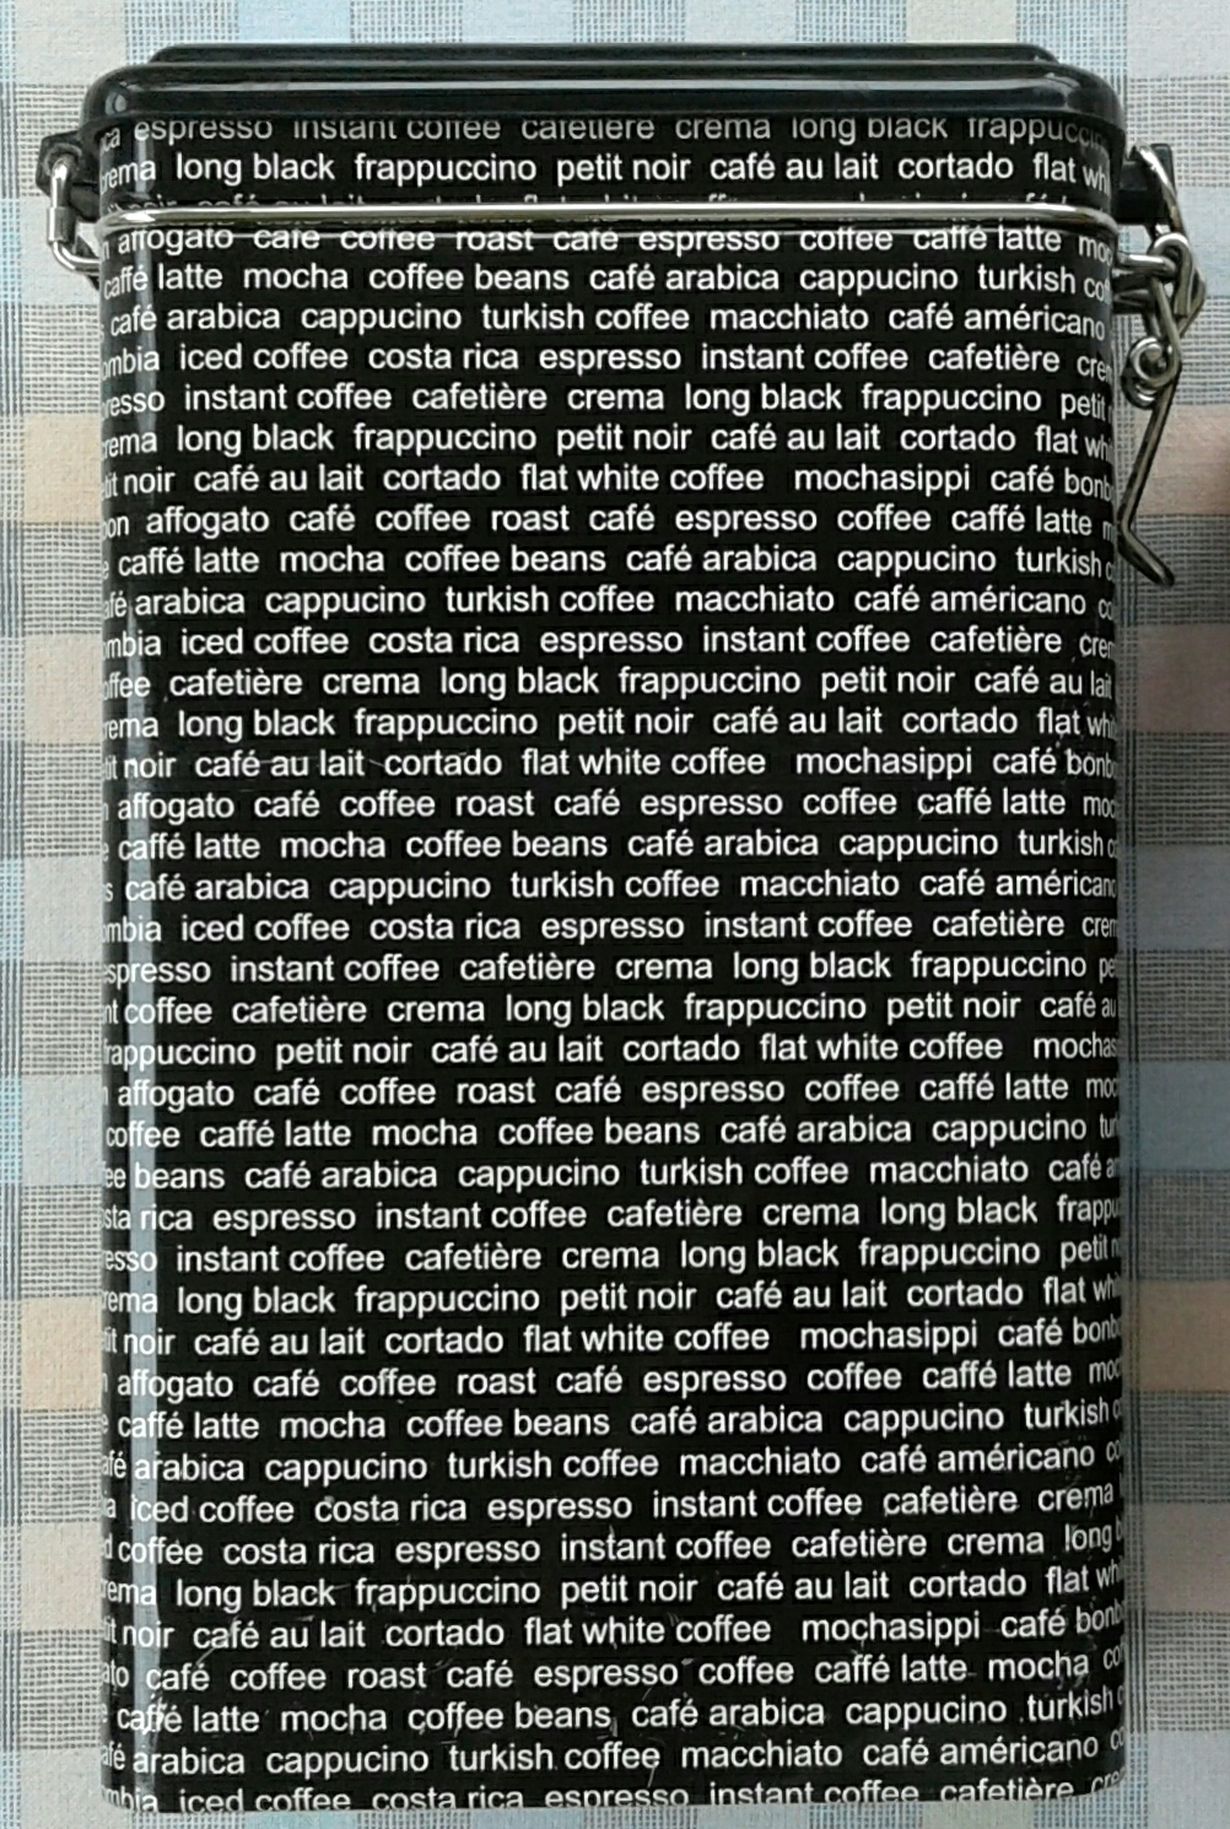 espresso instant coffee cafetière crema long black frappuccino
long black frappuccino petit noir café au lait cortado flat
affogato café coffee roast café espresso coffee caffé latte
caffé latte mocha coffee beans café arabica cappucino turkish
café arabica cappucino turkish coffee macchiato café américano
iced coffee costa rica espresso instant coffee cafetière
instant coffee cafetière crema long black frappuccino petit
long black frappuccino petit noir café au lait cortado flat
noir café au lait cortado flat white coffee mochasippi café
affogato café coffee roast café espresso coffee caffé latte
caffé latte mocha coffee beans café arabica cappucino turkish
arabica cappucino turkish coffee macchiato café américano
iced coffee costa rica espresso instant coffee cafetière
cafetière crema long black frappuccino petit noir café au lait
long black frappuccino petit noir café au lait cortado flat
noir café au lait cortado flat white coffee mochasippi café
affogato café coffee roast café espresso coffee caffé latte
caffé latte mocha coffee beans café arabica cappucino turkish
café arabica cappucino turkish coffee macchiato café américano
iced coffee costa rica espresso instant coffee cafetière
instant coffee cafetière crema long black frappuccino
coffee cafetière crema long black frappuccino petit noir café au
petit noir café au lait cortado flat white coffee
affogato café coffee roast café espresso coffee caffé latte
coffee caffé latte mocha coffee beans café arabica cappucino
beans café arabica cappucino turkish coffee macchiato café
rica espresso instant coffee cafetière crema long black
instant coffee cafetière crema long black frappuccino petit
long black frappuccino petit noir café au lait cortado flat
noir café au lait cortado flat white coffee mochasippi café
affogato café coffee roast café espresso coffee caffé latte
caffé latte mocha coffee beans café arabica cappucino turkish
arabica cappucino turkish coffee macchiato café américano
iced coffee costa rica espresso instant coffee cafetière crema
coffee costa rica espresso instant coffee cafetière crema long
long black frappuccino petit noir café au lait cortado flat
noir café au lait cortado flat white coffee mochasippi café
café coffee roast café espresso coffee caffé latte mocha
caffé latte mocha coffee beans café arabica cappucino turkish
arabica cappucino turkish coffee macchiato café américano
iced coffee costa rica espresso instant coffee cafetière